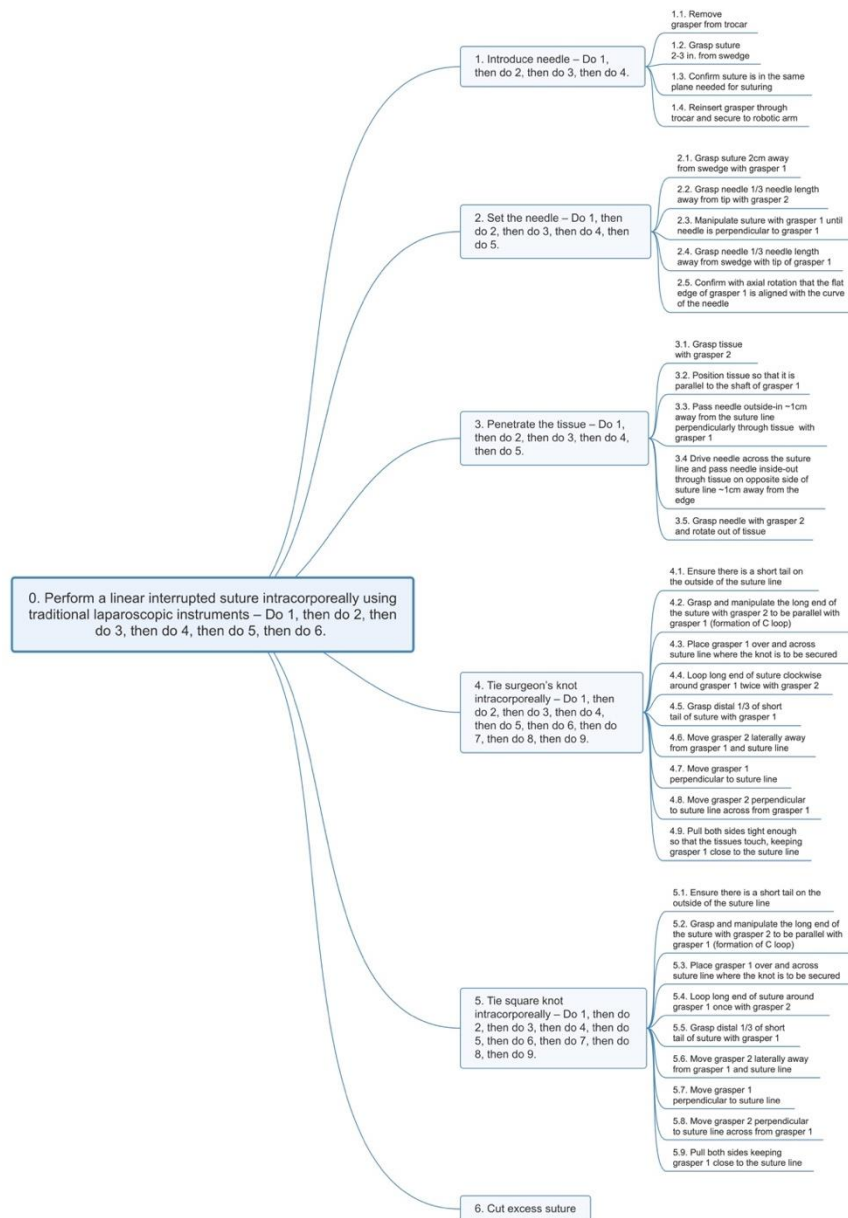 0. Perform a linear interrupted suture intracorporeally using
traditional laparoscopic instruments – Do 1, then do 2, then
do 3, then do 4, then do 5, then do 6.
1. Introduce needle – Do 1,
then do 2, then do 3, then do 4.
1.1. Remove
grasper from trocar
1.2. Grasp suture
2-3 in. from swedge
1.3. Confirm suture is in the same
plane needed for suturing
1.4. Reinsert grasper through
trocar and secure to robotic arm
2. Set the needle – Do 1, then
do 2, then do 3, then do 4, then
do 5.
2.1. Grasp suture 2cm away
from swedge with grasper 1
2.2. Grasp needle 1/3 needle length
away from tip with grasper 2
2.3. Manipulate suture with grasper 1 until
needle is perpendicular to grasper 1
2.4. Grasp needle 1/3 needle length
away from swedge with tip of grasper 1
2.5. Confirm with axial rotation that the flat
edge of grasper 1 is aligned with the curve
of the needle
3. Penetrate the tissue – Do 1,
then do 2, then do 3, then do 4,
then do 5.
3.1. Grasp tissue
with grasper 2
3.2. Position tissue so that it is
parallel to the shaft of grasper 1
3.3. Pass needle outside-in ~1cm
away from the suture line
perpendicularly through tissue with
grasper 1
3.4 Drive needle across the suture
line and pass needle inside-out
through tissue on opposite side of
suture line ~1cm away from the
edge
3.5. Grasp needle with grasper 2
and rotate out of tissue
4. Tie surgeon's knot
intracorporeally – Do 1, then
do 2, then do 3, then do 4,
then do 5, then do 6, then do
7, then do 8, then do 9.
4.1. Ensure there is a short tail on
the outside of the suture line
4.2. Grasp and manipulate the long end of
the suture with grasper 2 to be parallel with
grasper 1 (formation of C loop)
4.3. Place grasper 1 over and across
suture line where the knot is to be secured
4.4. Loop long end of suture clockwise
around grasper 1 twice with grasper 2
4.5. Grasp distal 1/3 of short
tail of suture with grasper 1
4.6. Move grasper 2 laterally away
from grasper 1 and suture line
4.7. Move grasper 1
perpendicular to suture line
4.8. Move grasper 2 perpendicular
to suture line across from grasper 1
4.9. Pull both sides tight enough
so that the tissues touch, keeping
grasper 1 close to the suture line
5. Tie square knot
intracorporeally – Do 1, then do
2, then do 3, then do 4, then do
5, then do 6, then do 7, then do
8, then do 9.
5.1. Ensure there is a short tail on the
outside of the suture line
5.2. Grasp and manipulate the long end of
the suture with grasper 2 to be parallel with
grasper 1 (formation of C loop)
5.3. Place grasper 1 over and across
suture line where the knot is to be secured
5.4. Loop long end of suture around
grasper 1 once with grasper 2
5.5. Grasp distal 1/3 of short
tail of suture with grasper 1
5.6. Move grasper 2 laterally away
from grasper 1 and suture line
5.7. Move grasper 1
perpendicular to suture line
5.8. Move grasper 2 perpendicular
to suture line across from grasper 1
5.9. Pull both sides keeping
grasper 1 close to the suture line
6. Cut excess suture